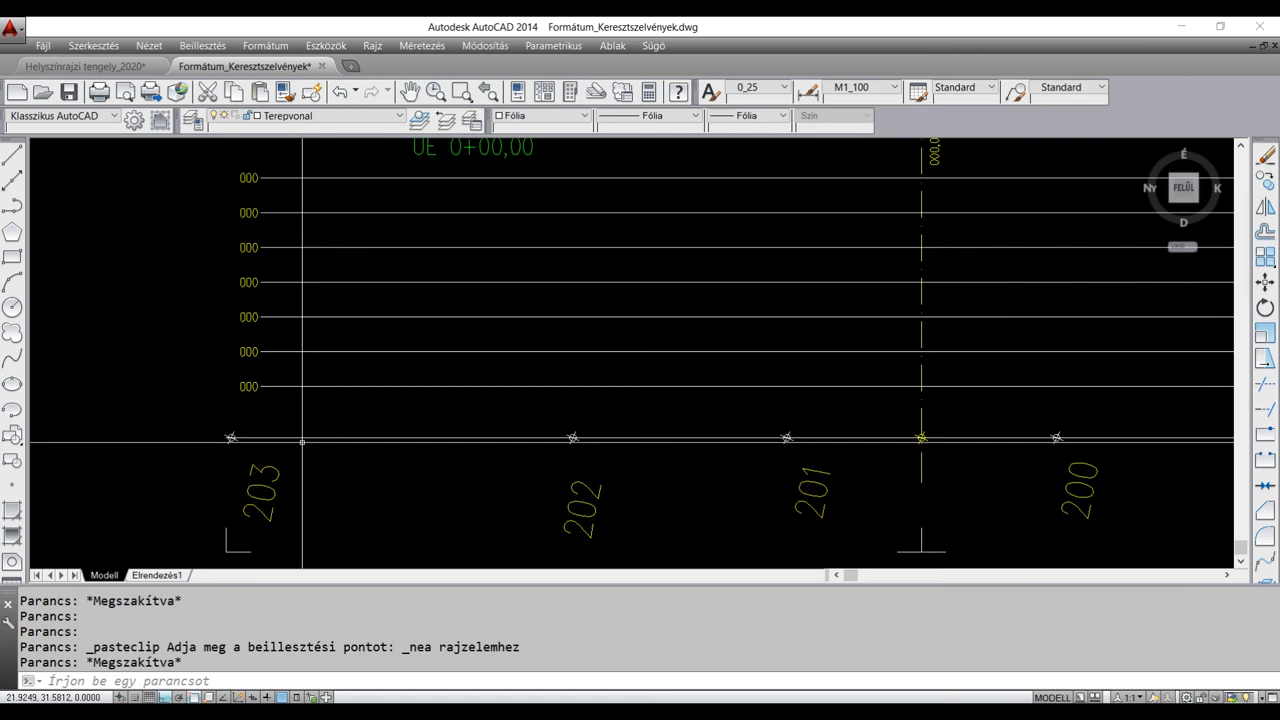 Autodesk AutoCAD 2014 Formátum_Keresztszelvények.dwg
Fájl Szerkesztés Nézet Beillesztés Formátum Eszközök Rajz Méretezés Módosítás Parametrikus Ablak Súgó
Helyszínrajzi tengely_2020* Formátum_Keresztszelvények*
0_25 M1_100 Standard Standard
Klasszikus AutoCAD Terepvonal Fólia Fólia Fólia Szín
ÜE 0+00,00
000
000
000
000
000
000
000
É
NY FELÜL K
D
203 202 201 200
Modell Elrendezés1
Parancs: *Megszakítva*
Parancs:
Parancs:
Parancs: _pasteclip Adja meg a beillesztési pontot: _nea rajzelemhez
Parancs: *Megszakítva*
Írjon be egy parancsot
21.9249, 31.5812, 0.0000 MODELL 1:1